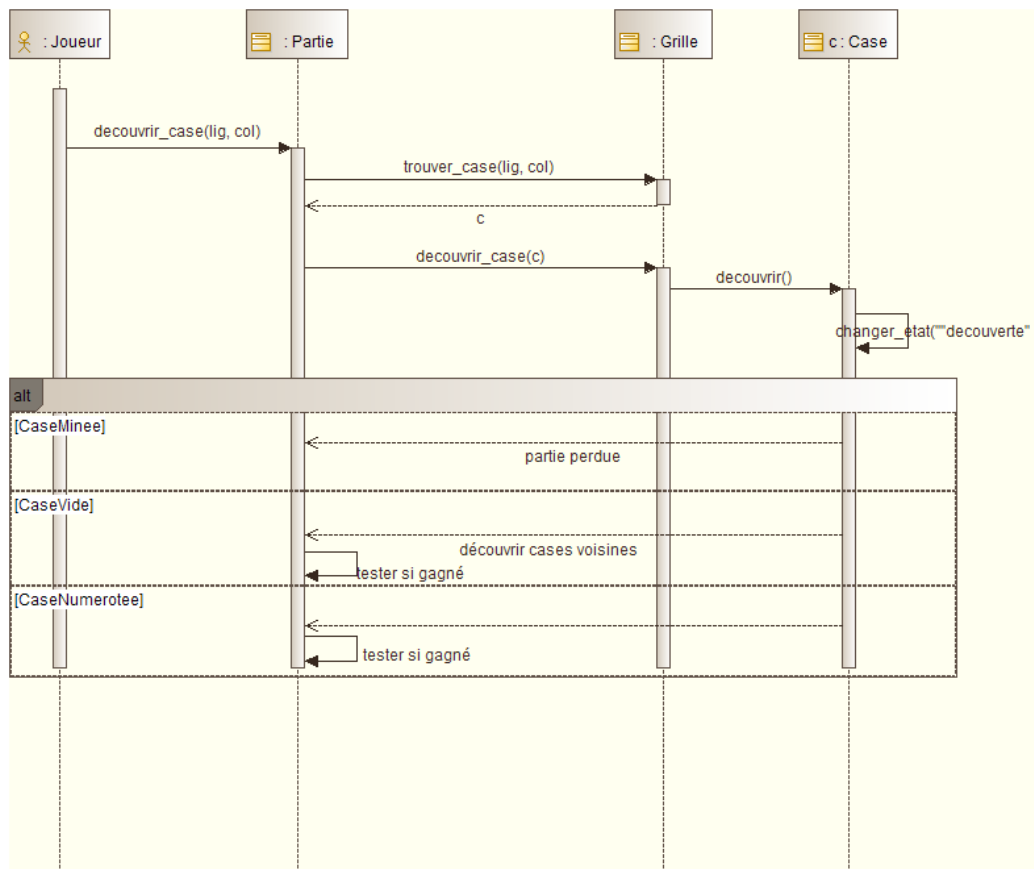 : Joueur
: Partie
: Grille
c : Case
decouvrir_case(lig, col)
trouver_case(lig, col)
c
decouvrir_case(c)
decouvrir()
changer_etat(""decouverte"
alt
[CaseMinee]
partie perdue
[CaseVide]
découvrir cases voisines
tester si gagné
[CaseNumerotee]
tester si gagné